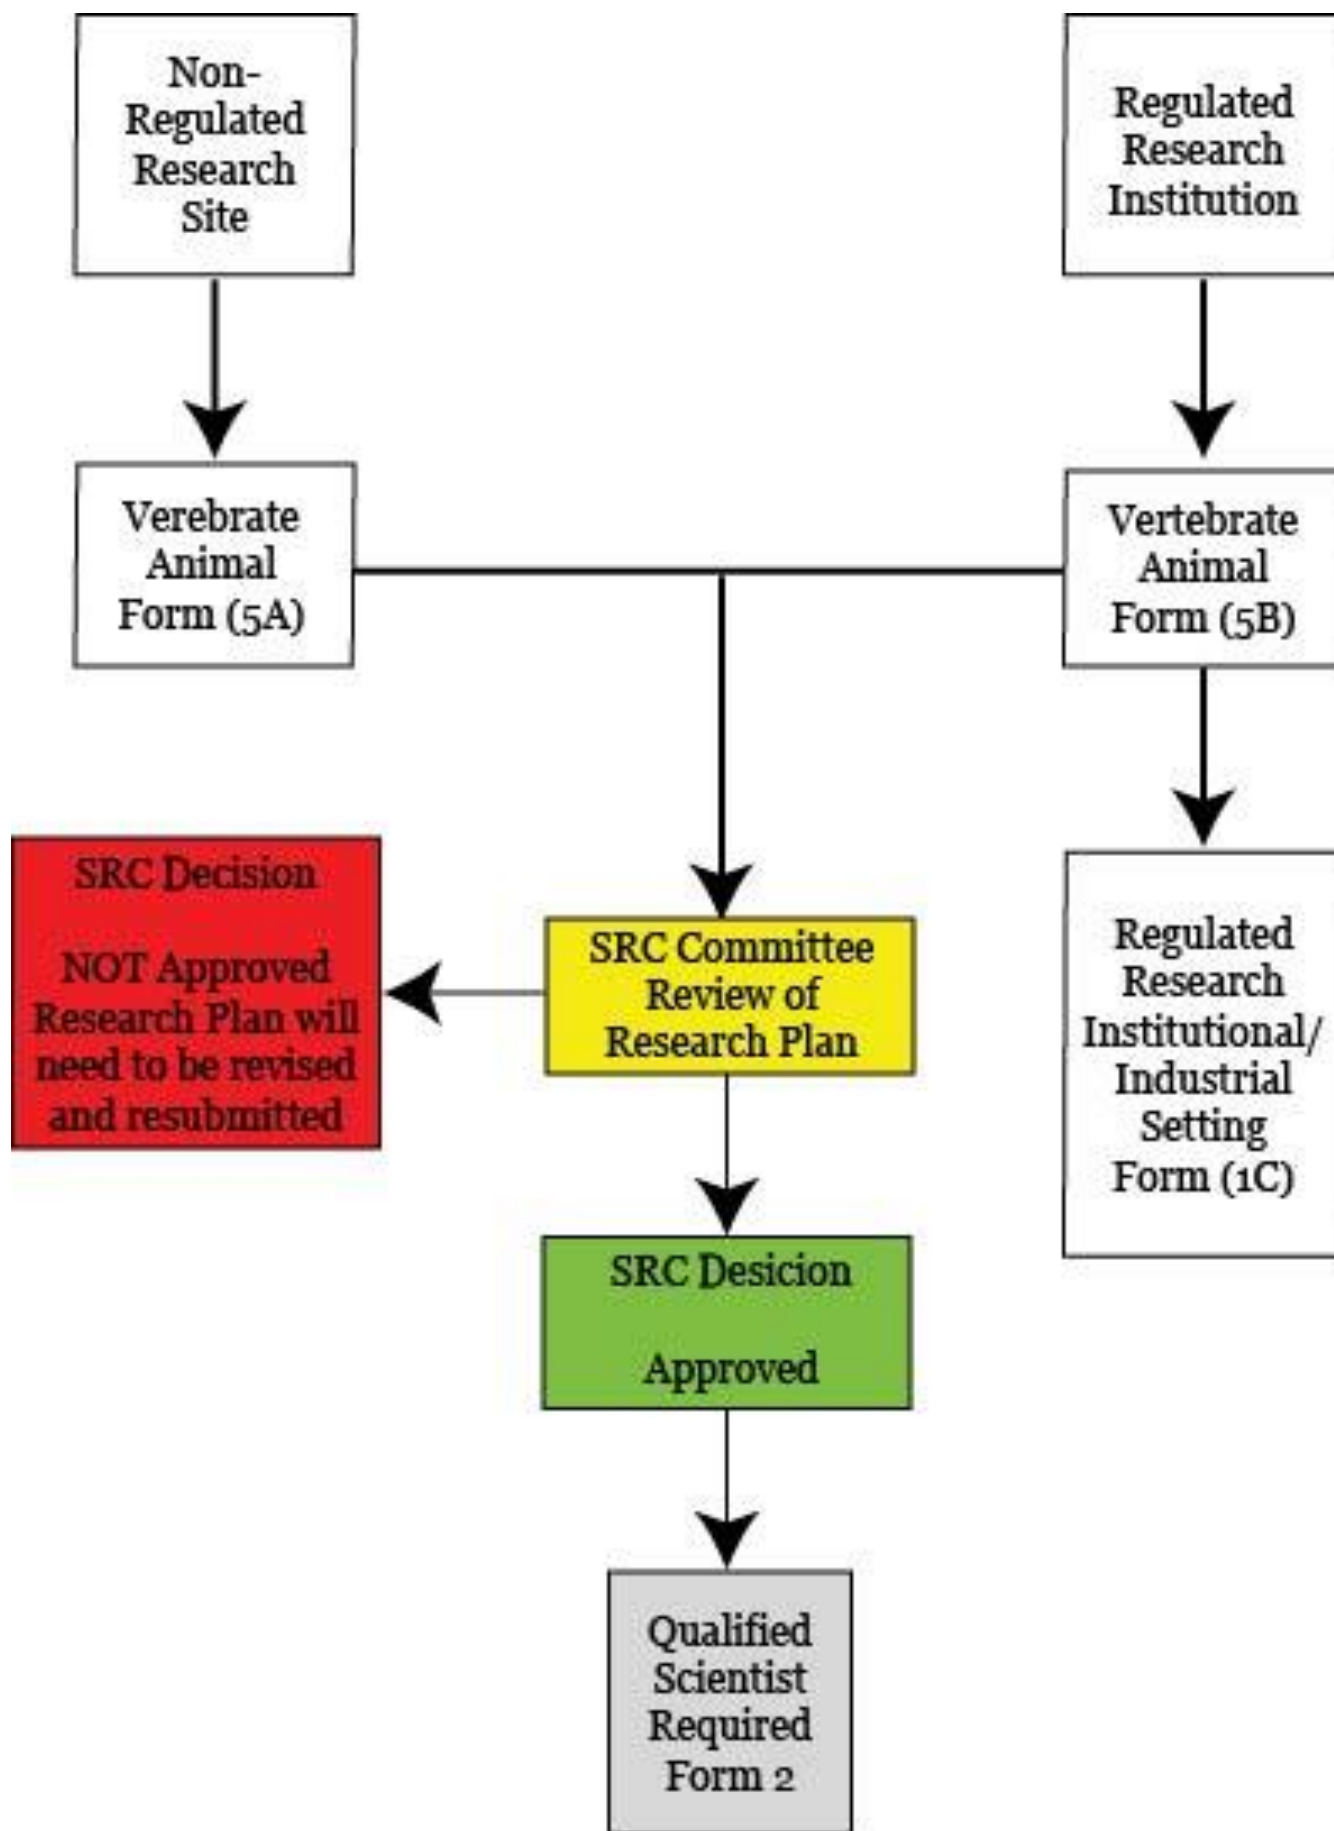 Non-
Regulated
Research
Site
Regulated
Research
Institution
Verebrate
Animal
Form (5A)
Vertebrate
Animal
Form (5B)
SRC Decision
NOT Approved
Research Plan will
need to be revised
and resubmitted
SRC Committee
Review of
Research Plan
Regulated
Research
Institutional/
Industrial
Setting
Form (1C)
SRC Desicion
Approved
Qualified
Scientist
Required
Form 2